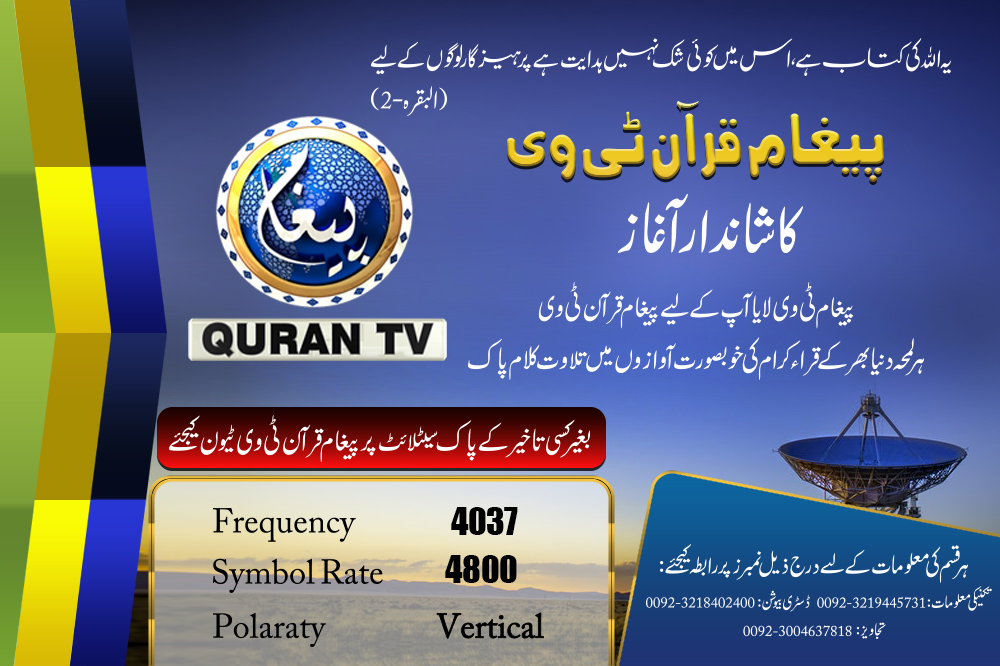 یہ اللہ کی کتاب ہے، اس میں کوئی شک نہیں ہدایت ہے پرہیز گار لوگوں کے لیے
(البقرہ-2)
پیغام قرآن ٹی وی
کا شاندار آغاز
پیغام
QURAN TV
پیغام ٹی وی لایا آپ کے لیے پیغام قرآن ٹی وی
ہر لمحہ دنیا بھر کے قراء کرام کی خوبصورت آوازوں میں تلاوت کلام پاک
بغیر کسی تاخیر کے پاک سیٹلائٹ پر پیغام قرآن ٹی وی ٹیون کیجئے
Frequency 4037
Symbol Rate 4800
Polaraty Vertical
ہر قسم کی معلومات کے لیے درج ذیل نمبرز پر رابطہ کیجئے:
تکنیکی معلومات: 0092-3219445731 ڈسٹری بیوشن: 0092-3218402400
تجاویز: 0092-3004637818